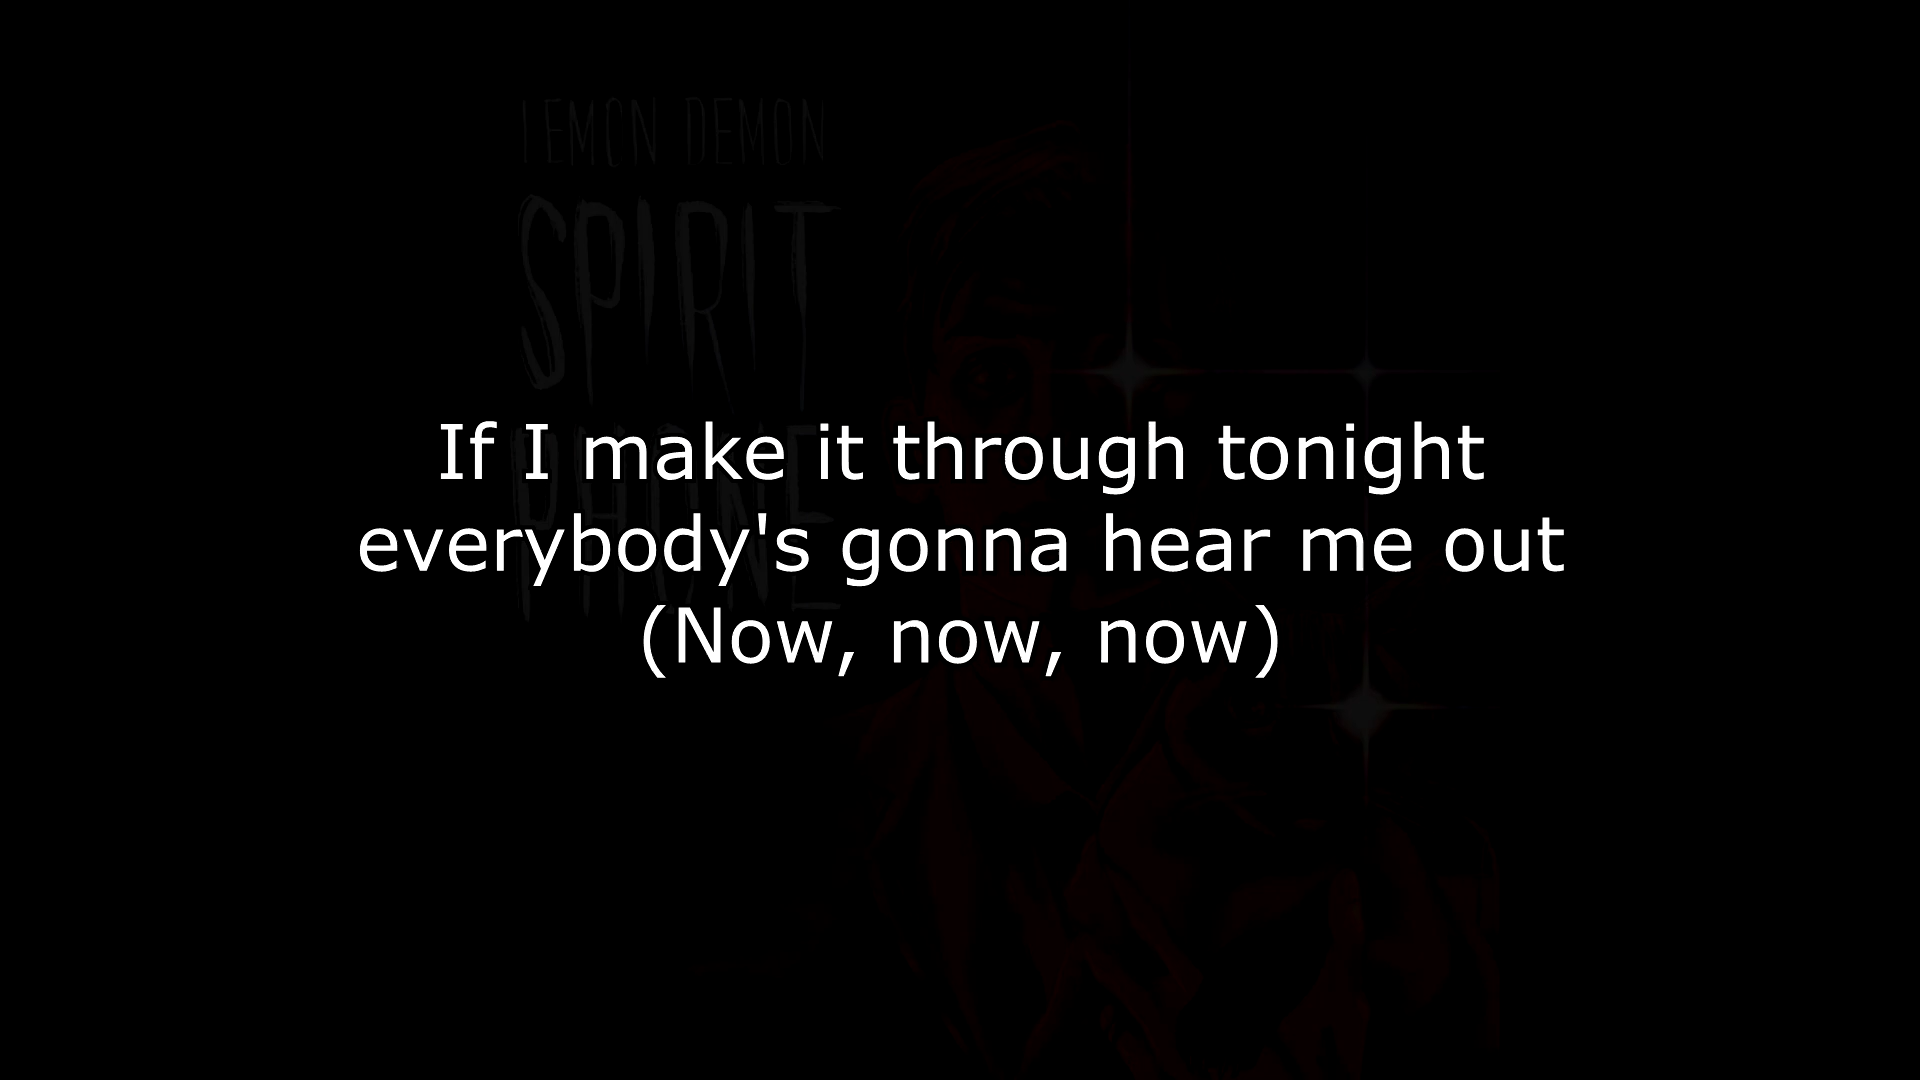 LEMON DEMON
SPIRIT
PHONE
If I make it through tonight
everybody's gonna hear me out
(Now, now, now)